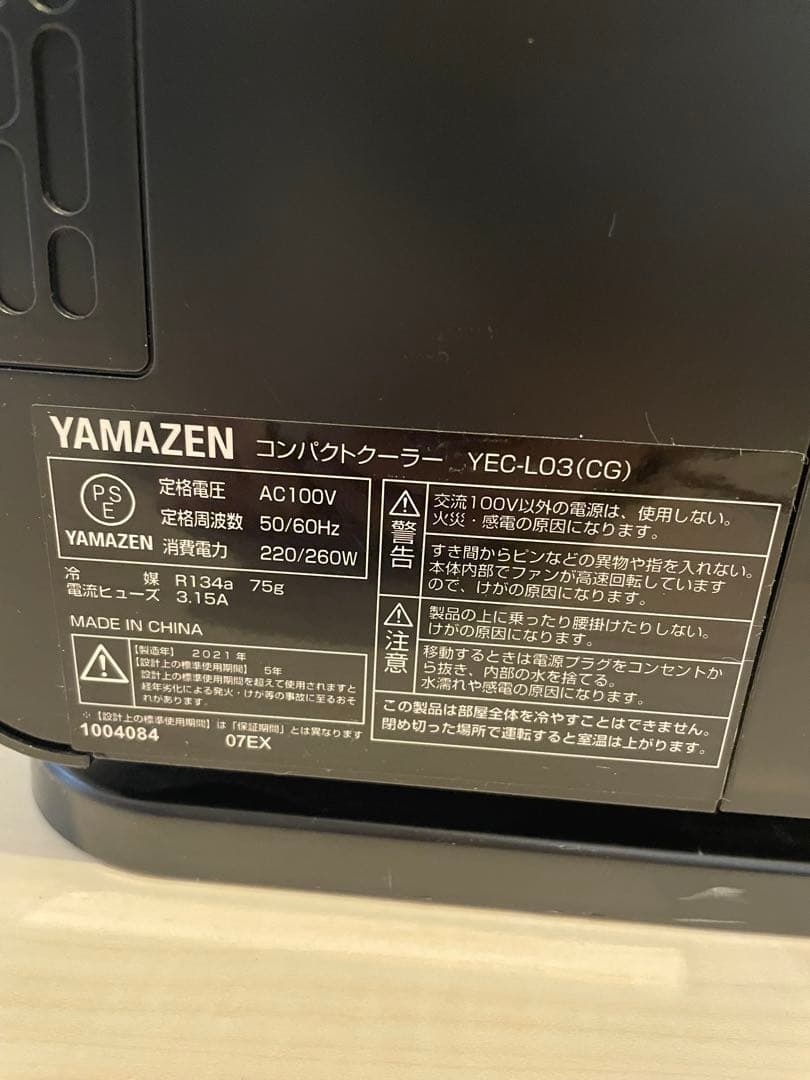 YAMAZEN コンパクトクーラー YEC-L03(CG)
PSE
YAMAZEN
定格電圧 AC100V
定格周波数 50/60Hz
消費電力 220/260W
冷媒 R134a 75g
電流ヒューズ 3.15A
MADE IN CHINA
【製造年】 2021年
【設計上の標準使用期間】 5年
設計上の標準使用期間を超えて使用されますと
経年劣化による発火・けが等の事故に至るおそ
れがあります。
※【設計上の標準使用期間】は「保証期間」とは異なります
1004084 07EX
警告
交流100V以外の電源は、使用しない。
火災・感電の原因になります。
すき間からピンなどの異物や指を入れない。
本体内部でファンが高速回転しています
ので、けがの原因になります。
注意
製品の上に乗ったり腰掛けたりしない。
けがの原因になります。
移動するときは電源プラグをコンセントか
ら抜き、内部の水を捨てる。
水濡れや感電の原因になります。
この製品は部屋全体を冷やすことはできません。
閉め切った場所で運転すると室温は上がります。